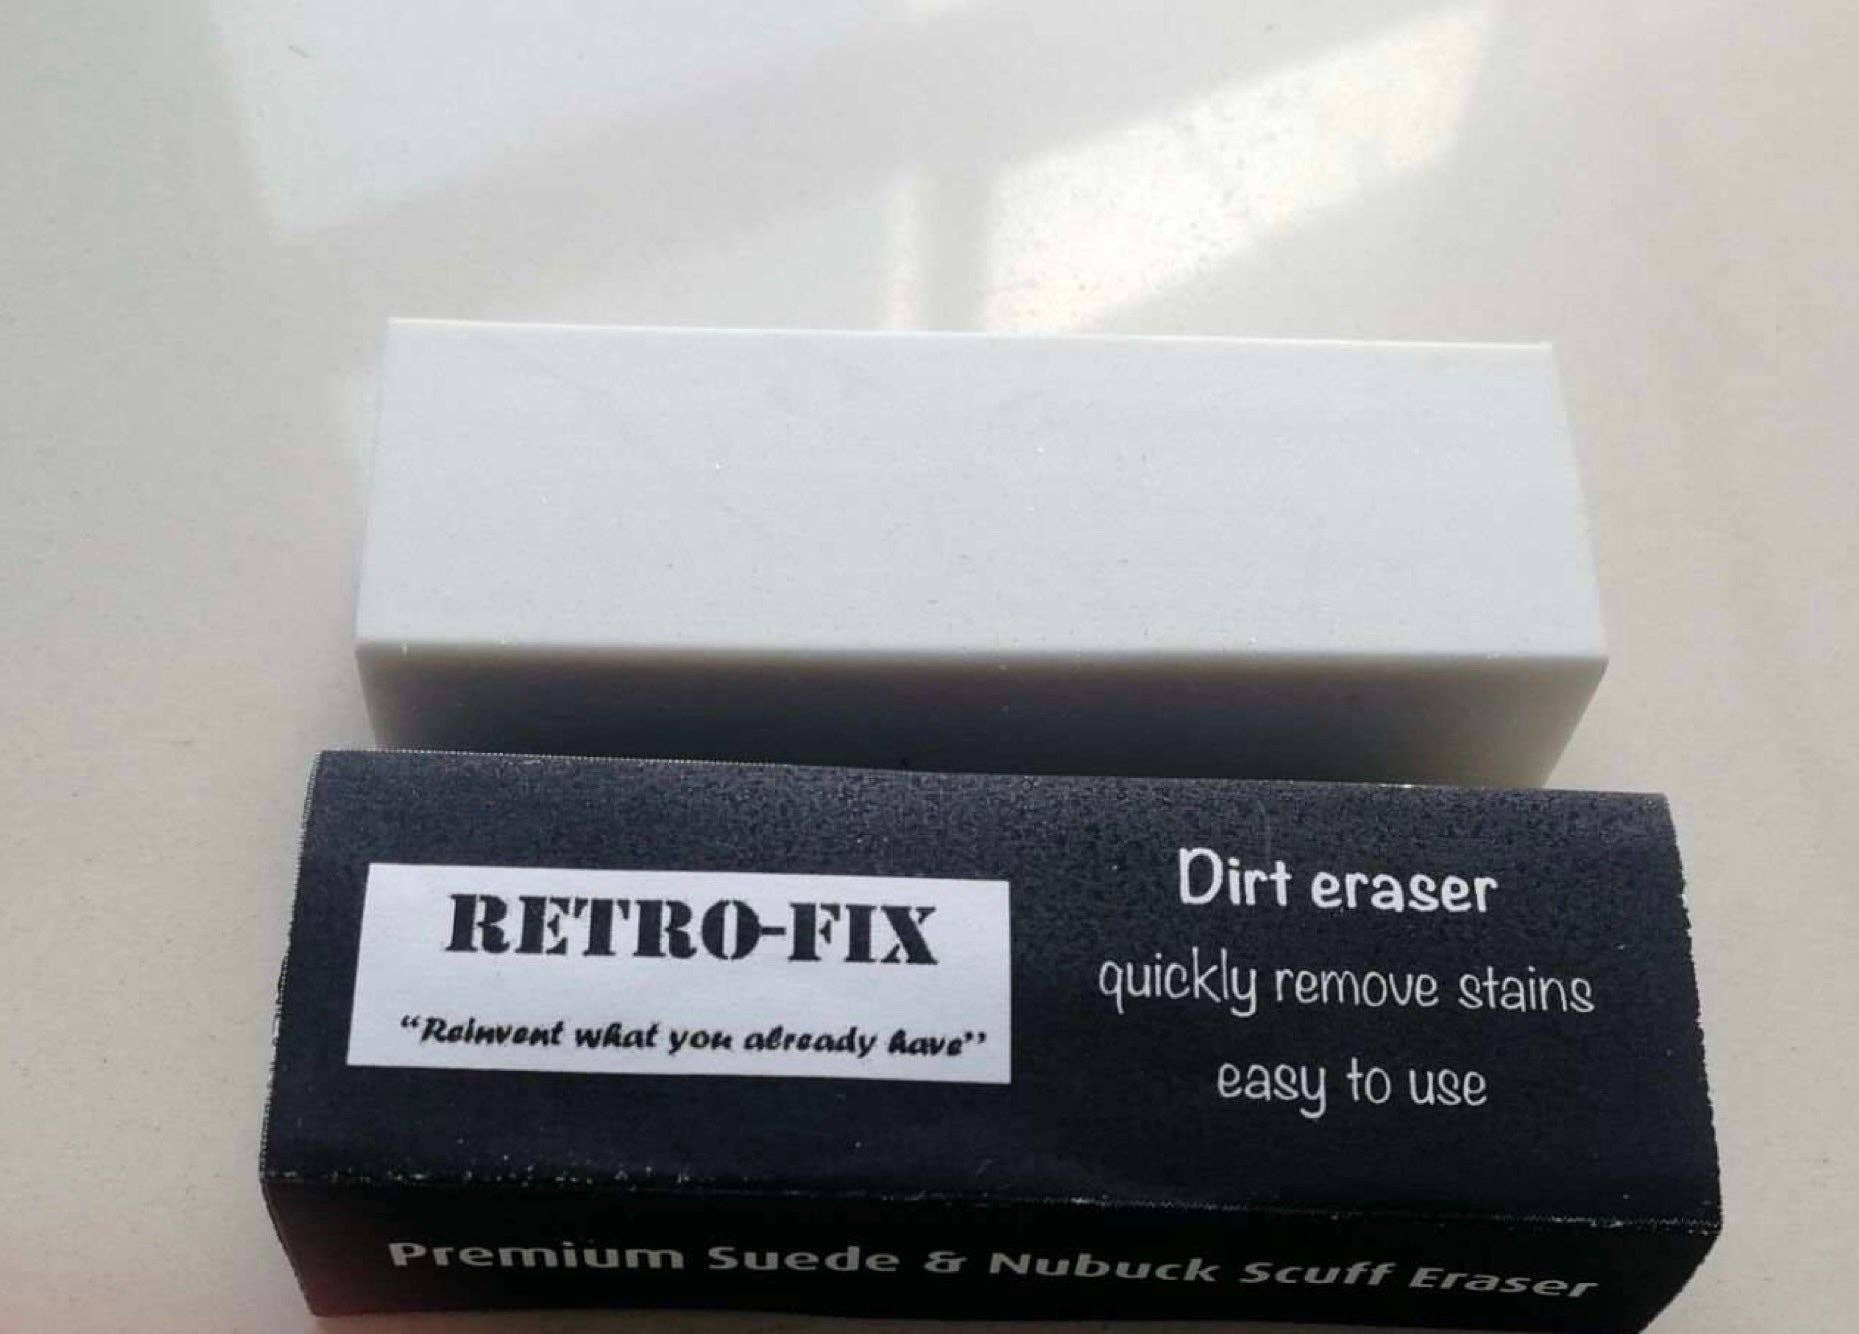 RETRO-FIX
“Reinvent what you already have”
Dirt eraser
quickly remove stains
easy to use
Premium Suede & Nubuck Scuff Eraser